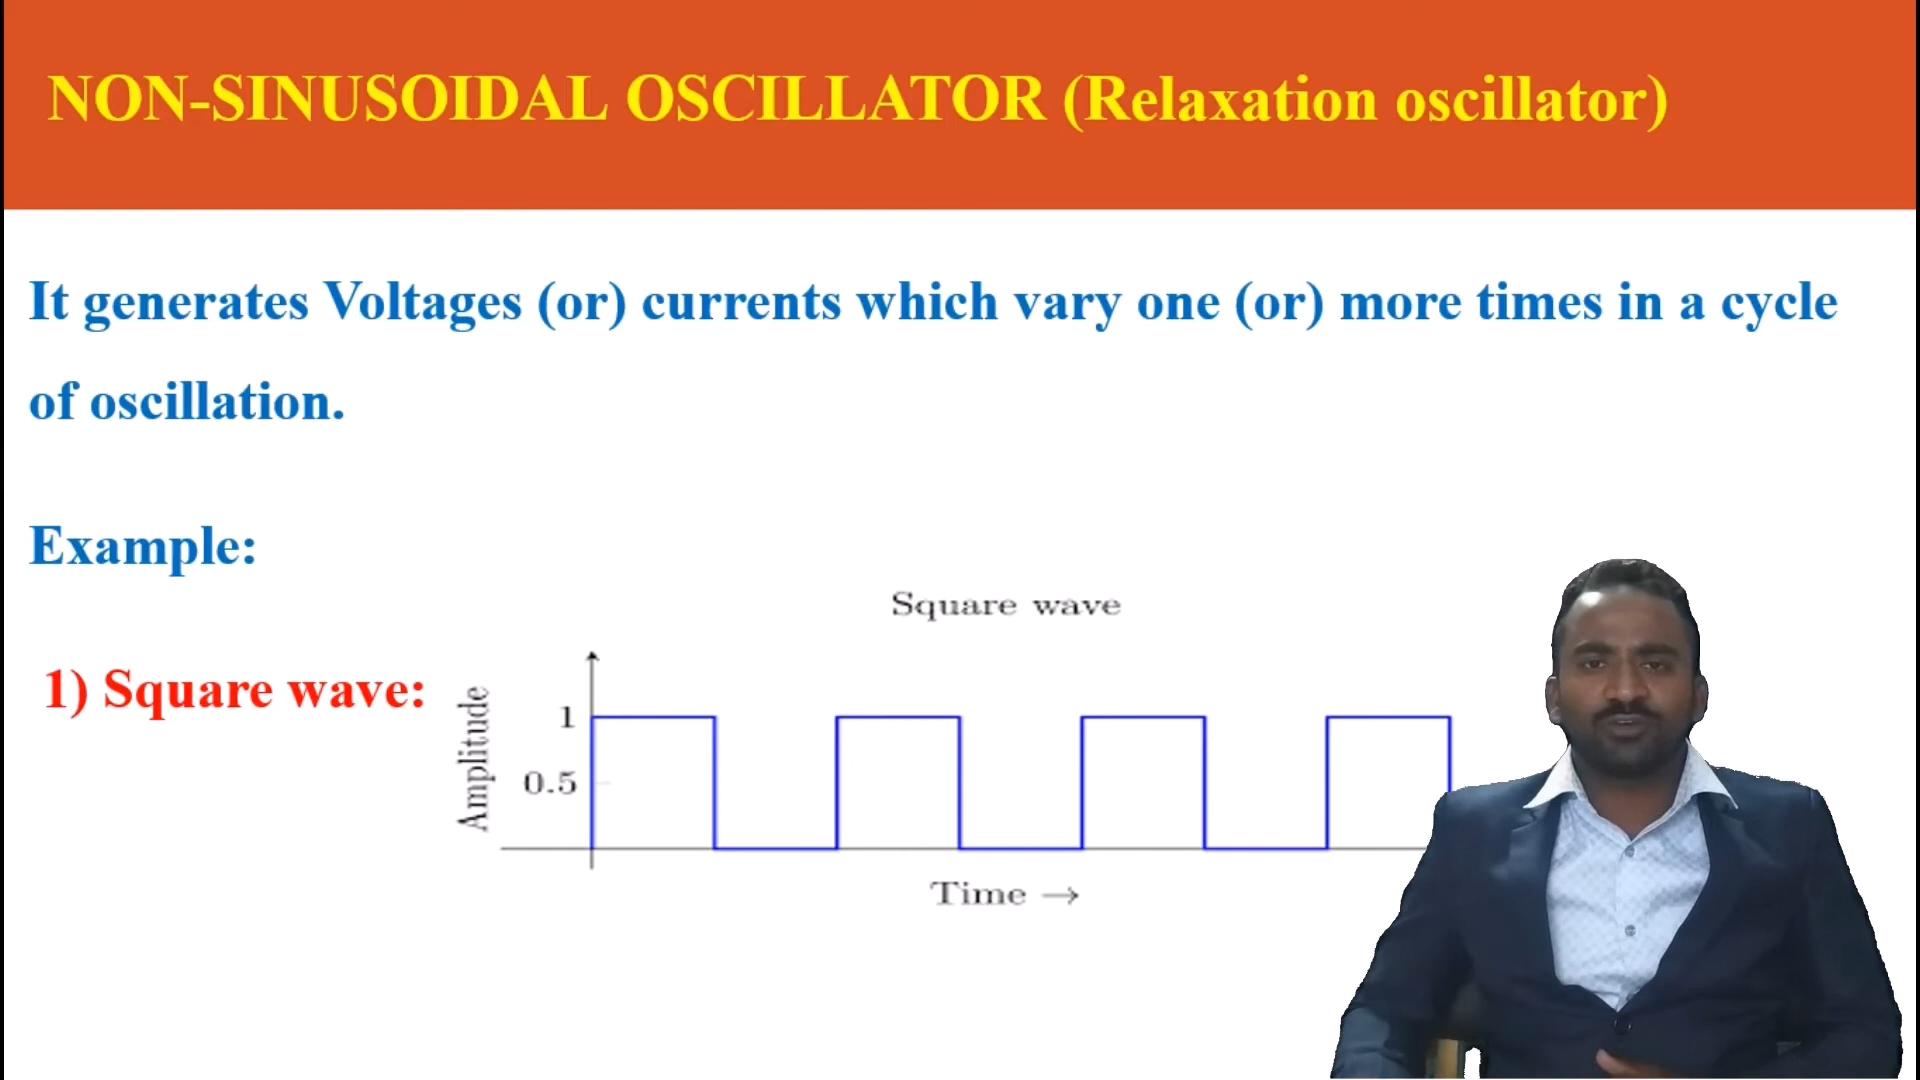 NON-SINUSOIDAL OSCILLATOR (Relaxation oscillator)
It generates Voltages (or) currents which vary one (or) more times in a cycle
of oscillation.
Example:
Square wave
1) Square wave:
Amplitude
1
0.5
Time →